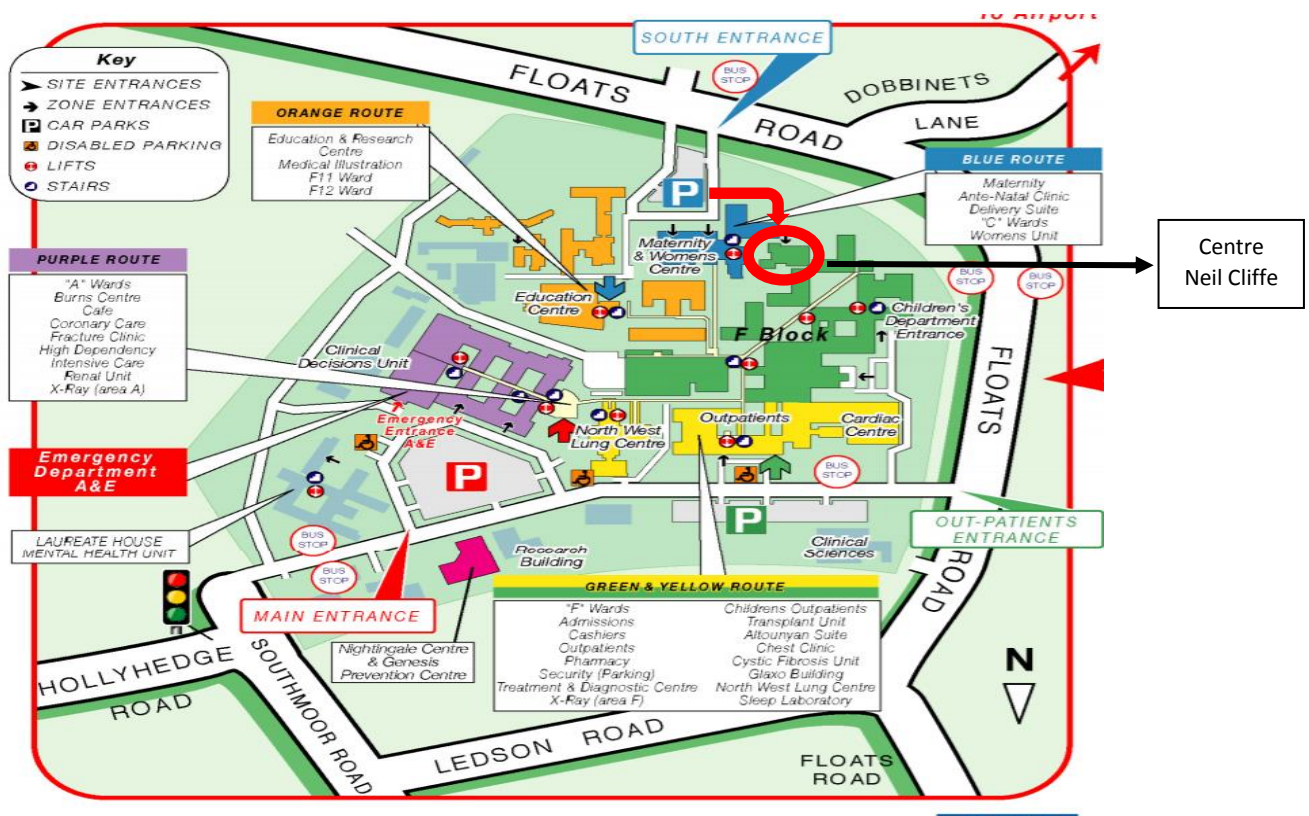 To Airport
SOUTH ENTRANCE
Key
SITE ENTRANCES
ZONE ENTRANCES
P CAR PARKS
DISABLED PARKING
LIFTS
STAIRS
FLOATS
ROAD
BUS
STOP
DOBBINETS
LANE
ORANGE ROUTE
Education & Research
Centre
Medical Illustration
F11 Ward
F12 Ward
BLUE ROUTE
Maternity
Ante-Natal Clinic
Delivery Suite
"C" Wards
Womens Unit
P
Maternity
& Womens
Centre
Centre
Neil Cliffe
PURPLE ROUTE
"A" Wards
Burns Centre
Cafe
Coronary Care
Fracture Clinic
High Dependency
Intensive Care
Renal Unit
X-Ray (area A)
BUS
STOP
BUS
STOP
Education
Centre
Children's
Department
Entrance
F Block
Clinical
Decisions Unit
FLOATS
ROAD
Emergency
Entrance
A&E
North West
Lung Centre
Outpatients
Cardiac
Centre
Emergency
Department
A&E
P
BUS
STOP
P
OUT-PATIENTS
ENTRANCE
LAUREATE HOUSE
MENTAL HEALTH UNIT
BUS
STOP
BUS
STOP
Research
Building
Clinical
Sciences
MAIN ENTRANCE
Nightingale Centre
& Genesis
Prevention Centre
GREEN & YELLOW ROUTE
"F" Wards
Admissions
Cashiers
Outpatients
Pharmacy
Security (Parking)
Treatment & Diagnostic Centre
X-Ray (area F)
Childrens Outpatients
Transplant Unit
Altounyan Suite
Chest Clinic
Cystic Fibrosis Unit
Glaxo Building
North West Lung Centre
Sleep Laboratory
HOLLYHEDGE
ROAD
SOUTHMOOR ROAD
LEDSON ROAD
FLOATS
ROAD
N